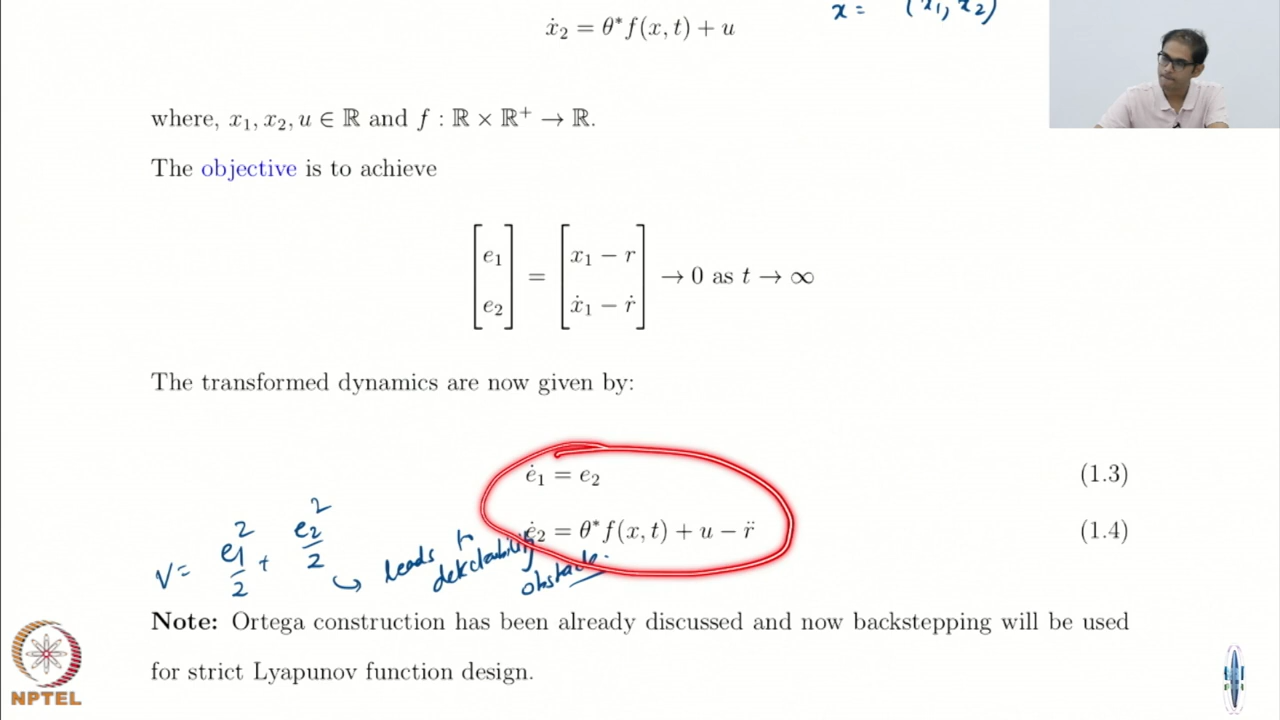 x = (x₁, x₂)
ẋ₂ = θ* f(x, t) + u
where, x₁, x₂, u ∈ ℝ and f : ℝ × ℝ⁺ → ℝ.
The objective is to achieve
[e₁ e₂] = [x₁ − r ẋ₁ − ṙ] → 0 as t → ∞
The transformed dynamics are now given by:
ė₁ = e₂ (1.3)
ė₂ = θ* f(x, t) + u − r̈ (1.4)
V = e₁²/2 + e₂²/2
leads to
detectability
obstacle.
Note: Ortega construction has been already discussed and now backstepping will be used
for strict Lyapunov function design.
NPTEL